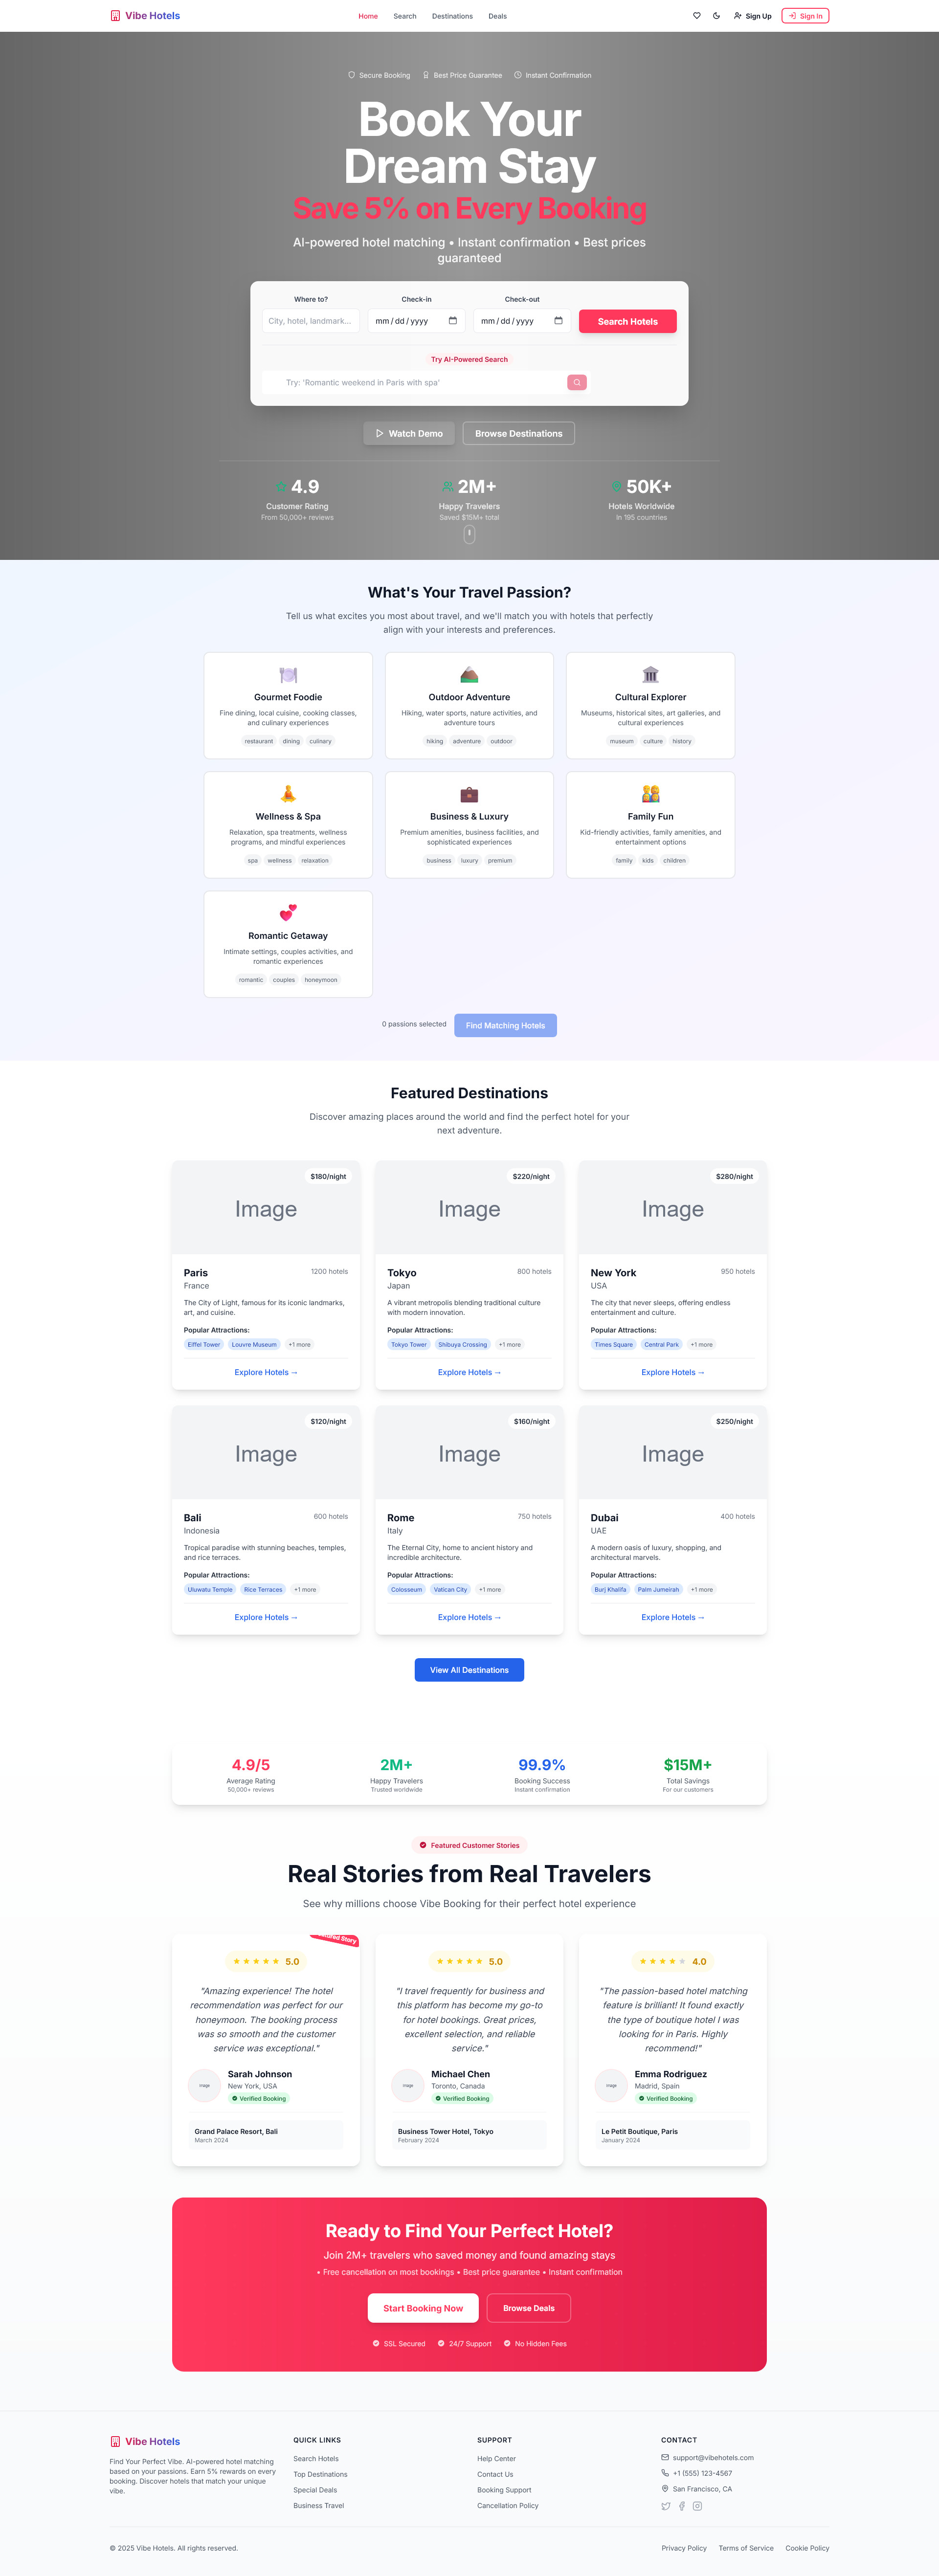 Vibe Hotels
Home Search Destinations Deals
Sign Up Sign In
Secure Booking Best Price Guarantee Instant Confirmation
Book Your
Dream Stay
Save 5% on Every Booking
AI-powered hotel matching • Instant confirmation • Best prices
guaranteed
Where to? Check-in Check-out
City, hotel, landmark... mm/dd/yyyy mm/dd/yyyy Search Hotels
Try AI-Powered Search
Try: 'Romantic weekend in Paris with spa'
Watch Demo Browse Destinations
4.9 2M+ 50K+
Customer Rating Happy Travelers Hotels Worldwide
From 50,000+ reviews Saved $15M+ total In 195 countries
What's Your Travel Passion?
Tell us what excites you most about travel, and we'll match you with hotels that perfectly
align with your interests and preferences.
Gourmet Foodie
Fine dining, local cuisine, cooking classes,
and culinary experiences
restaurant dining culinary
Outdoor Adventure
Hiking, water sports, nature activities, and
adventure tours
hiking adventure outdoor
Cultural Explorer
Museums, historical sites, art galleries, and
cultural experiences
museum culture history
Wellness & Spa
Relaxation, spa treatments, wellness
programs, and mindful experiences
spa wellness relaxation
Business & Luxury
Premium amenities, business facilities, and
sophisticated experiences
business luxury premium
Family Fun
Kid-friendly activities, family amenities, and
entertainment options
family kids children
Romantic Getaway
Intimate settings, couples activities, and
romantic experiences
romantic couples honeymoon
0 passions selected Find Matching Hotels
Featured Destinations
Discover amazing places around the world and find the perfect hotel for your
next adventure.
$180/night
Image
Paris 1200 hotels
France
The City of Light, famous for its iconic landmarks,
art, and cuisine.
Popular Attractions:
Eiffel Tower Louvre Museum +1 more
Explore Hotels →
$220/night
Image
Tokyo 800 hotels
Japan
A vibrant metropolis blending traditional culture
with modern innovation.
Popular Attractions:
Tokyo Tower Shibuya Crossing +1 more
Explore Hotels →
$280/night
Image
New York 950 hotels
USA
The city that never sleeps, offering endless
entertainment and culture.
Popular Attractions:
Times Square Central Park +1 more
Explore Hotels →
$120/night
Image
Bali 600 hotels
Indonesia
Tropical paradise with stunning beaches, temples,
and rice terraces.
Popular Attractions:
Uluwatu Temple Rice Terraces +1 more
Explore Hotels →
$160/night
Image
Rome 750 hotels
Italy
The Eternal City, home to ancient history and
incredible architecture.
Popular Attractions:
Colosseum Vatican City +1 more
Explore Hotels →
$250/night
Image
Dubai 400 hotels
UAE
A modern oasis of luxury, shopping, and
architectural marvels.
Popular Attractions:
Burj Khalifa Palm Jumeirah +1 more
Explore Hotels →
View All Destinations
4.9/5 2M+ 99.9% $15M+
Average Rating Happy Travelers Booking Success Total Savings
50,000+ reviews Trusted worldwide Instant confirmation For our customers
Featured Customer Stories
Real Stories from Real Travelers
See why millions choose Vibe Booking for their perfect hotel experience
Story
5.0
"Amazing experience! The hotel
recommendation was perfect for our
honeymoon. The booking process
was so smooth and the customer
service was exceptional."
Image
Sarah Johnson
New York, USA
Verified Booking
Grand Palace Resort, Bali
March 2024
5.0
"I travel frequently for business and
this platform has become my go-to
for hotel bookings. Great prices,
excellent selection, and reliable
service."
Image
Michael Chen
Toronto, Canada
Verified Booking
Business Tower Hotel, Tokyo
February 2024
4.0
"The passion-based hotel matching
feature is brilliant! It found exactly
the type of boutique hotel I was
looking for in Paris. Highly
recommend!"
Image
Emma Rodriguez
Madrid, Spain
Verified Booking
Le Petit Boutique, Paris
January 2024
Ready to Find Your Perfect Hotel?
Join 2M+ travelers who saved money and found amazing stays
• Free cancellation on most bookings • Best price guarantee • Instant confirmation
Start Booking Now Browse Deals
SSL Secured 24/7 Support No Hidden Fees
Vibe Hotels
Find Your Perfect Vibe. AI-powered hotel matching
based on your passions. Earn 5% rewards on every
booking. Discover hotels that match your unique
vibe.
QUICK LINKS
Search Hotels
Top Destinations
Special Deals
Business Travel
SUPPORT
Help Center
Contact Us
Booking Support
Cancellation Policy
CONTACT
support@vibehotels.com
+1 (555) 123-4567
San Francisco, CA
© 2025 Vibe Hotels. All rights reserved.
Privacy Policy Terms of Service Cookie Policy